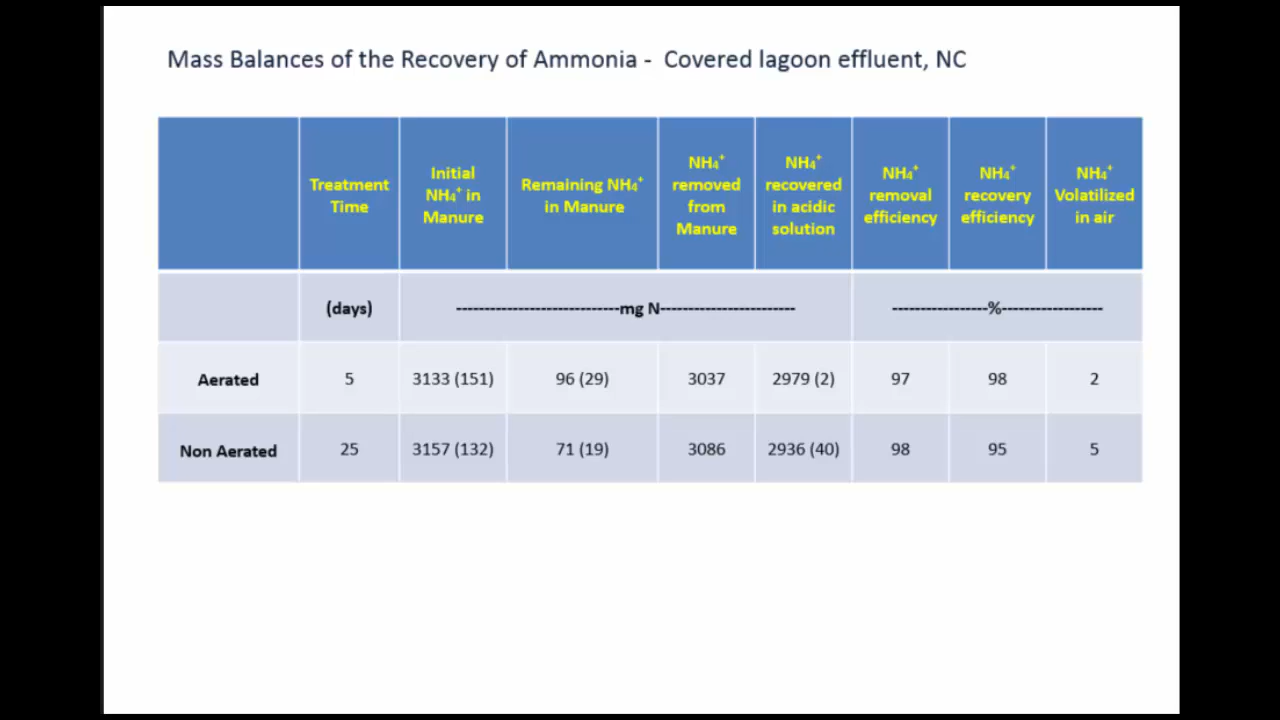 Mass Balances of the Recovery of Ammonia - Covered lagoon effluent, NC
Treatment
Time
Initial
NH₄⁺ in
Manure
Remaining NH₄⁺
in Manure
NH₄⁺
removed
from
Manure
NH₄⁺
recovered
in acidic
solution
NH₄⁺
removal
efficiency
NH₄⁺
recovery
efficiency
NH₄⁺
Volatilized
in air
(days)
-----------------------------mg N------------------------
-----------------%------------------
Aerated 5 3133 (151) 96 (29) 3037 2979 (2) 97 98 2
Non Aerated 25 3157 (132) 71 (19) 3086 2936 (40) 98 95 5